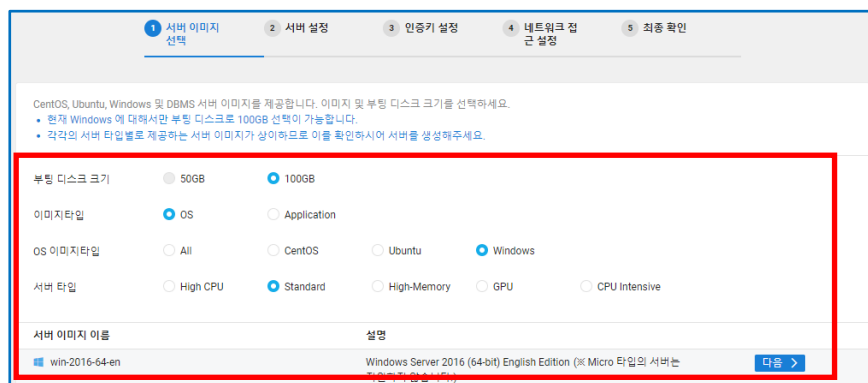 1 서버 이미지 선택
2 서버 설정
3 인증키 설정
4 네트워크 접근 설정
5 최종 확인
CentOS, Ubuntu, Windows 및 DBMS 서버 이미지를 제공합니다. 이미지 및 부팅 디스크 크기를 선택하세요.
• 현재 Windows 에 대해서만 부팅 디스크로 100GB 선택이 가능합니다.
• 각각의 서버 타입별로 제공하는 서버 이미지가 상이하므로 이를 확인하시어 서버를 생성해주세요.
부팅 디스크 크기 50GB 100GB
이미지타입 OS Application
OS 이미지타입 All CentOS Ubuntu Windows
서버 타입 High CPU Standard High-Memory GPU CPU Intensive
서버 이미지 이름 설명
win-2016-64-en Windows Server 2016 (64-bit) English Edition (※ Micro 타입의 서버는 다음 >
지원하지 않습니다.)